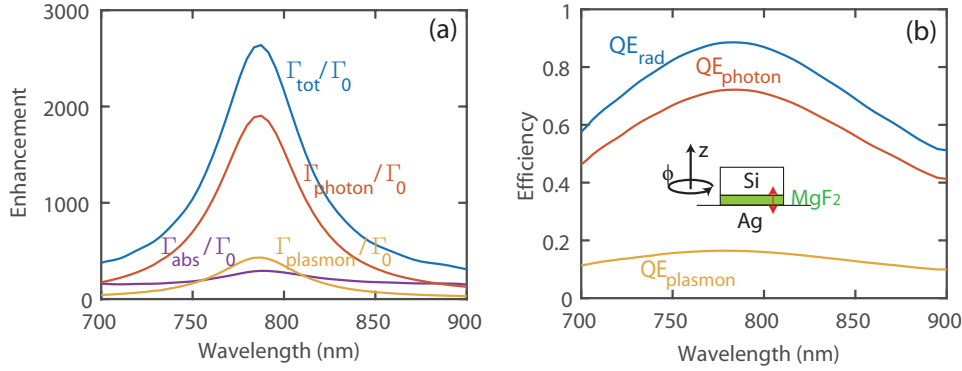 (a)
Γtot/Γ0
Γphoton/Γ0
Γabs/Γ0
Γplasmon/Γ0
3000
2000
1000
0
Enhancement
700
750
800
850
900
Wavelength (nm)
(b)
QErad
QEphoton
QEplasmon
z
ϕ
Si
MgF2
Ag
1
0.8
0.6
0.4
0.2
0
Efficiency
700
750
800
850
900
Wavelength (nm)